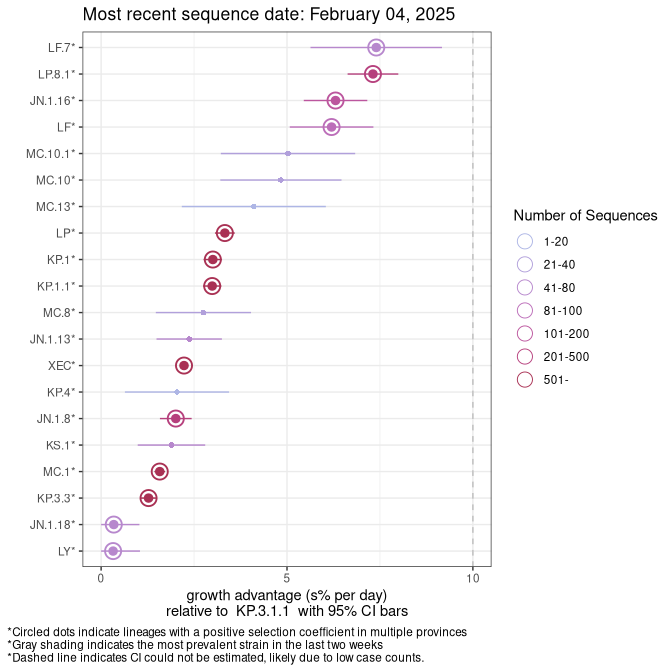 Most recent sequence date: February 04, 2025
LF.7*
LP.8.1*
JN.1.16*
LF*
MC.10.1*
MC.10*
MC.13*
LP*
KP.1*
KP.1.1*
MC.8*
JN.1.13*
XEC*
KP.4*
JN.1.8*
KS.1*
MC.1*
KP.3.3*
JN.1.18*
LY*
0 5 10
growth advantage (s% per day)
relative to KP.3.1.1 with 95% CI bars
Number of Sequences
1-20
21-40
41-80
81-100
101-200
201-500
501-
*Circled dots indicate lineages with a positive selection coefficient in multiple provinces
*Gray shading indicates the most prevalent strain in the last two weeks
*Dashed line indicates CI could not be estimated, likely due to low case counts.